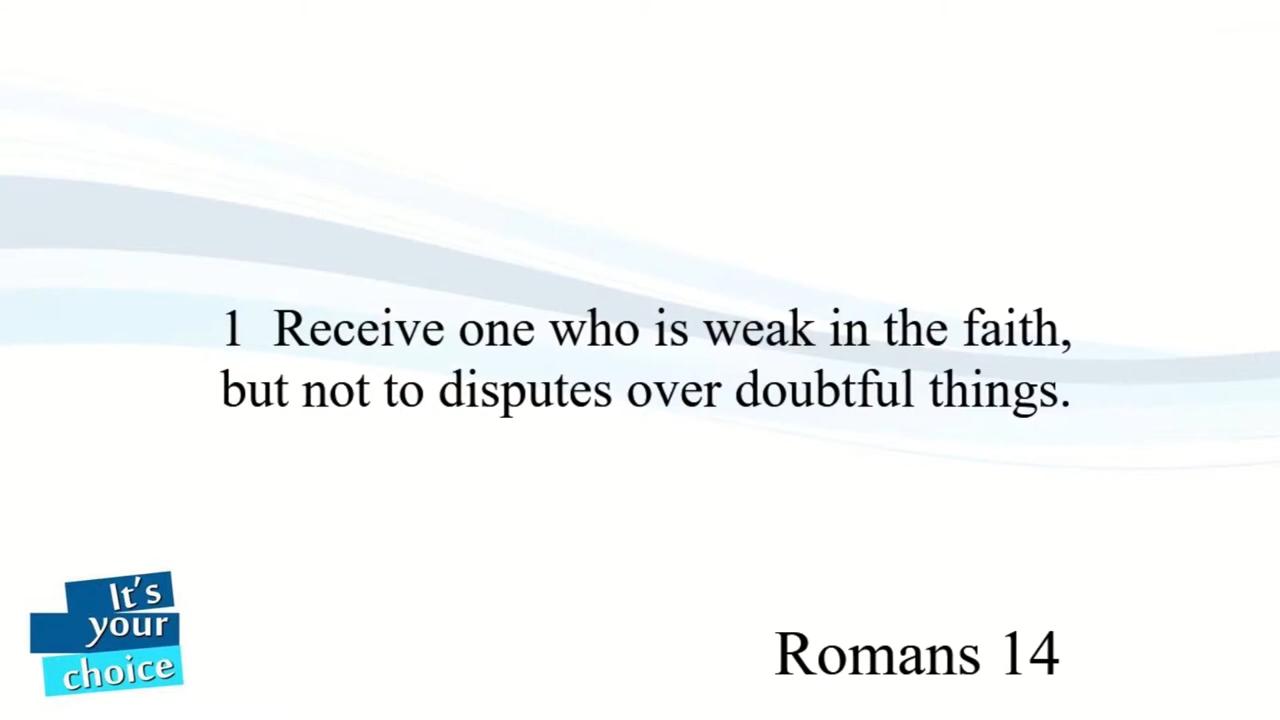 1 Receive one who is weak in the faith,
but not to disputes over doubtful things.
It's
your
choice
Romans 14